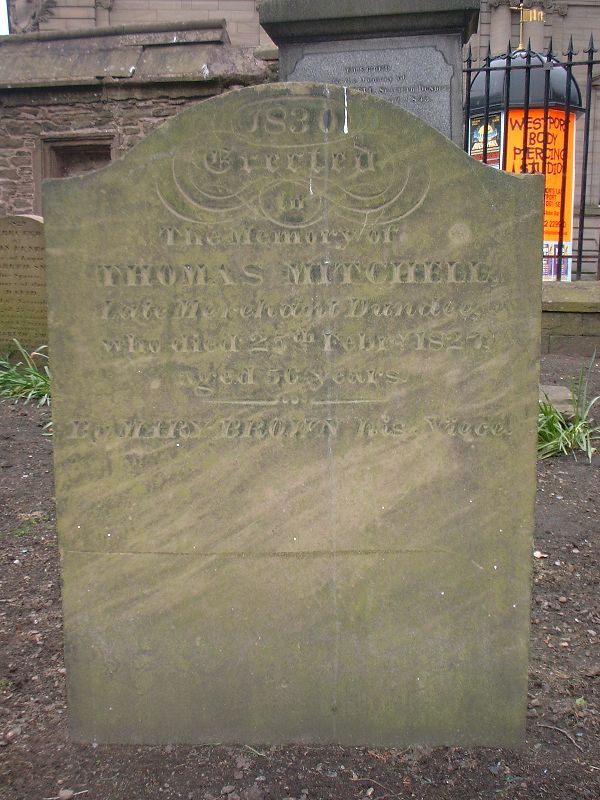 1830
Erected
to
The Memory of
THOMAS MITCHELL.
Late Merchant Dundee,
who died 25th Febry 1827.
aged 56 years.
By MARY BROWN his Niece.
WESTPORT
BODY
PIERCING
STUDIO